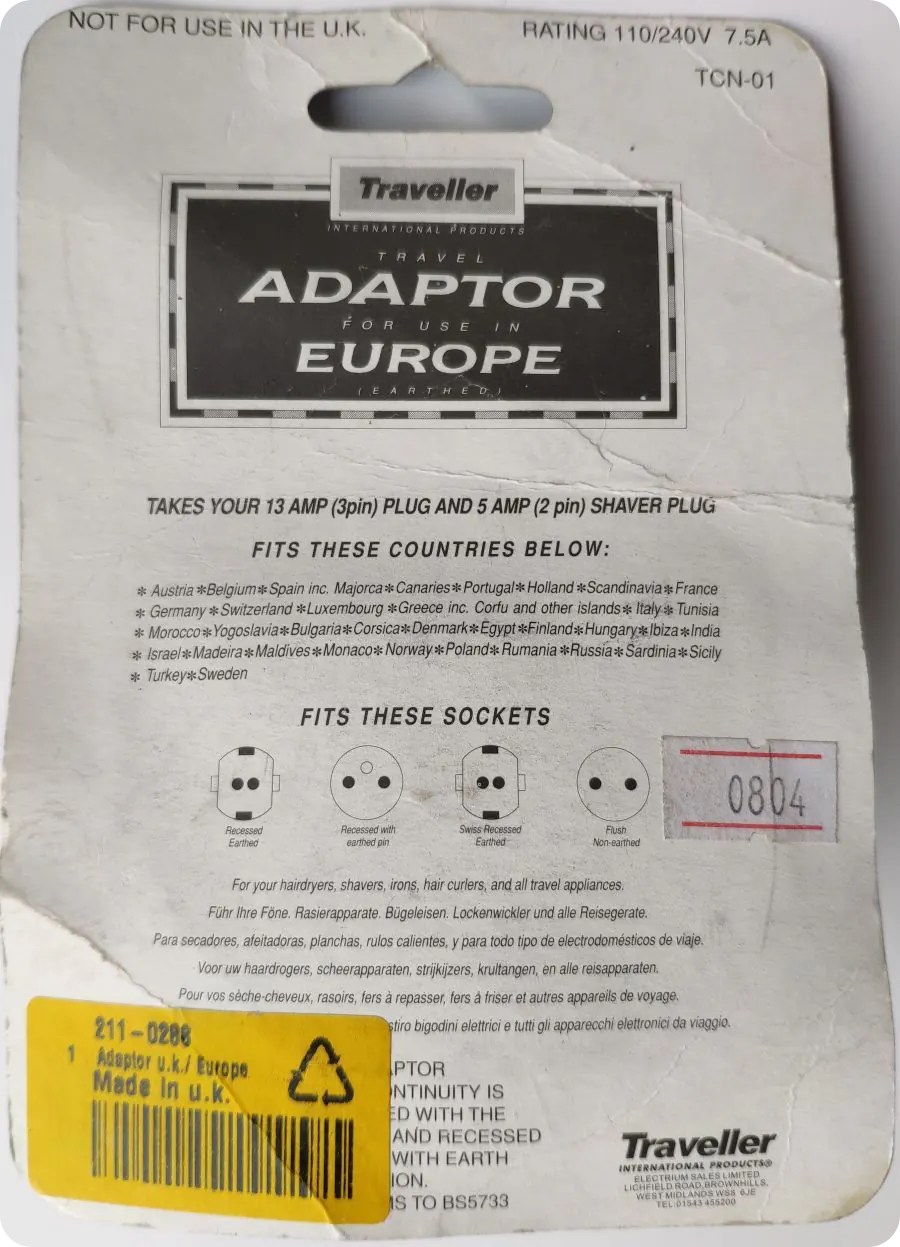 NOT FOR USE IN THE U.K.
RATING 110/240V 7.5A
TCN-01
Traveller
INTERNATIONAL PRODUCTS
TRAVEL
ADAPTOR
FOR USE IN
EUROPE
(EARTHED)
TAKES YOUR 13 AMP (3pin) PLUG AND 5 AMP (2 pin) SHAVER PLUG
FITS THESE COUNTRIES BELOW:
* Austria *Belgium* Spain inc. Majorca* Canaries* Portugal* Holland *Scandinavia* France
* Germany *Switzerland *Luxembourg *Greece inc. Corfu and other islands* Italy* Tunisia
* Morocco*Yogoslavia*Bulgaria*Corsica*Denmark*Egypt*Finland*Hungary*Ibiza*India
* Israel*Madeira*Maldives*Monaco*Norway*Poland*Rumania *Russia* Sardinia*Sicily
* Turkey*Sweden
FITS THESE SOCKETS
Recessed Earthed
Recessed with earthed pin
Swiss Recessed Earthed
Flush Non-earthed
0804
For your hairdryers, shavers, irons, hair curlers, and all travel appliances.
Führ Ihre Föne. Rasierapparate. Bügeleisen. Lockenwickler und alle Reisegerate.
Para secadores, afeitadoras, planchas, rulos calientes, y para todo tipo de electrodomésticos de viaje.
Voor uw haardrogers, scheerapparaten, strijkijzers, krultangen, en alle reisapparaten.
Pour vos sèche-cheveux, rasoirs, fers à repasser, fers à friser et autres appareils de voyage.
stiro bigodini elettrici e tutti gli apparecchi elettronici da viaggio.
211-0288
1 Adaptor u.k./ Europe
Made in u.k.
APTOR
NTINUITY IS
ED WITH THE
AND RECESSED
WITH EARTH
ION.
MS TO BS5733
Traveller
INTERNATIONAL PRODUCTS®
ELECTRIUM SALES LIMITED
LICHFIELD ROAD, BROWNHILLS,
WEST MIDLANDS WS8 6JE
TEL:01543 455200